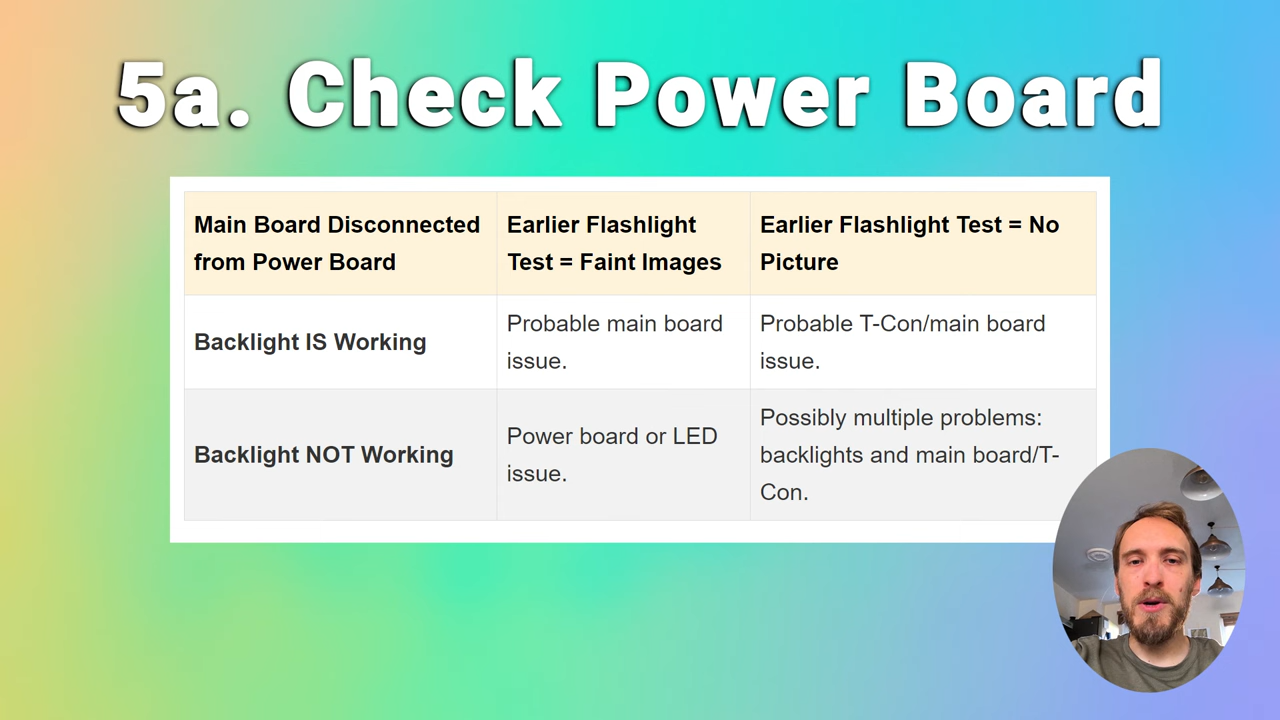 5a. Check Power Board
Main Board Disconnected
from Power Board
Earlier Flashlight
Test = Faint Images
Earlier Flashlight Test = No
Picture
Backlight IS Working
Probable main board
issue.
Probable T-Con/main board
issue.
Backlight NOT Working
Power board or LED
issue.
Possibly multiple problems:
backlights and main board/T-
Con.